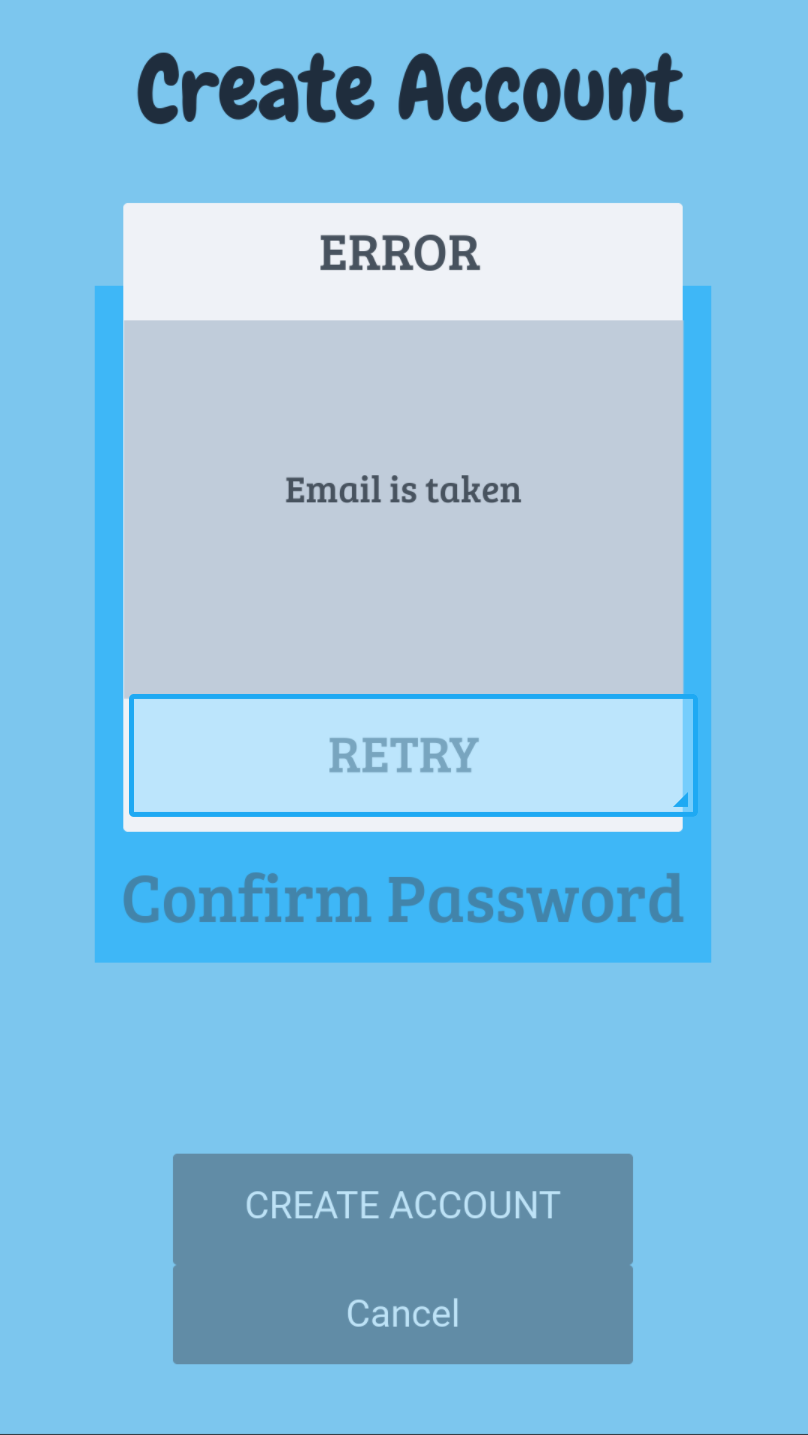 Create Account
ERROR
Email is taken
RETRY
Confirm Password
CREATE ACCOUNT
Cancel